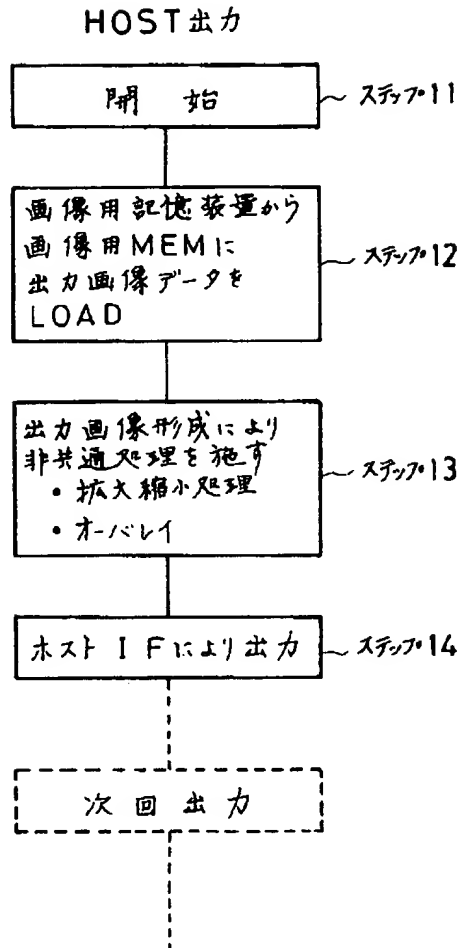 HOST出力
開始
ステップ11
画像用記憶装置から
画像用MEMに
出力画像データを
LOAD
ステップ12
出力画像形成により
非共通処理を施す
・拡大縮小処理
・オーバレイ
ステップ13
ホストIFにより出力
ステップ14
次回出力